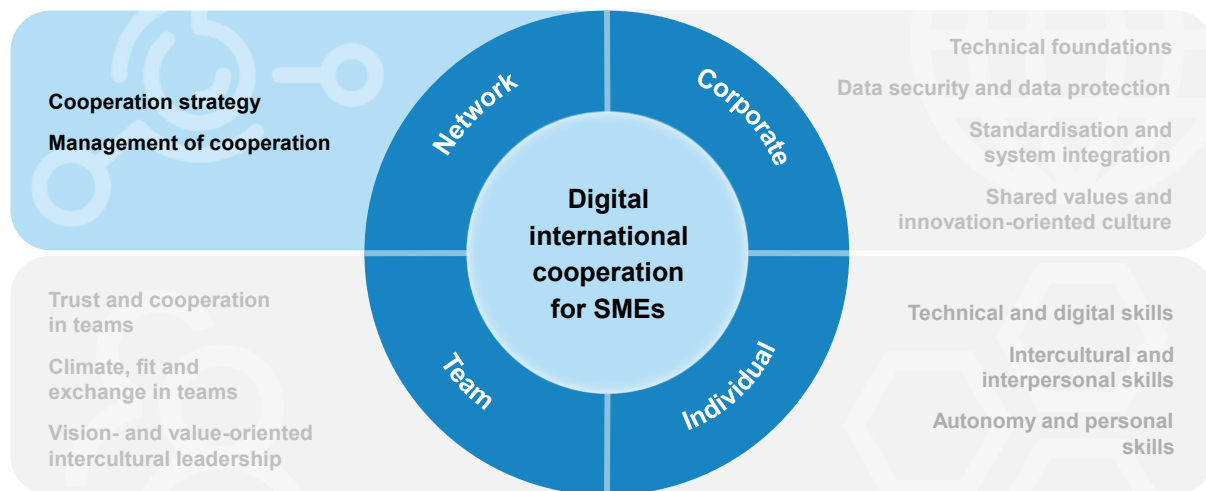 Cooperation strategy
Management of cooperation
Network
Corporate
Technical foundations
Data security and data protection
Standardisation and
system integration
Shared values and
innovation-oriented culture
Digital
international
cooperation
for SMEs
Trust and cooperation
in teams
Climate, fit and
exchange in teams
Vision- and value-oriented
intercultural leadership
Team
Individual
Technical and digital skills
Intercultural and
interpersonal skills
Autonomy and personal
skills